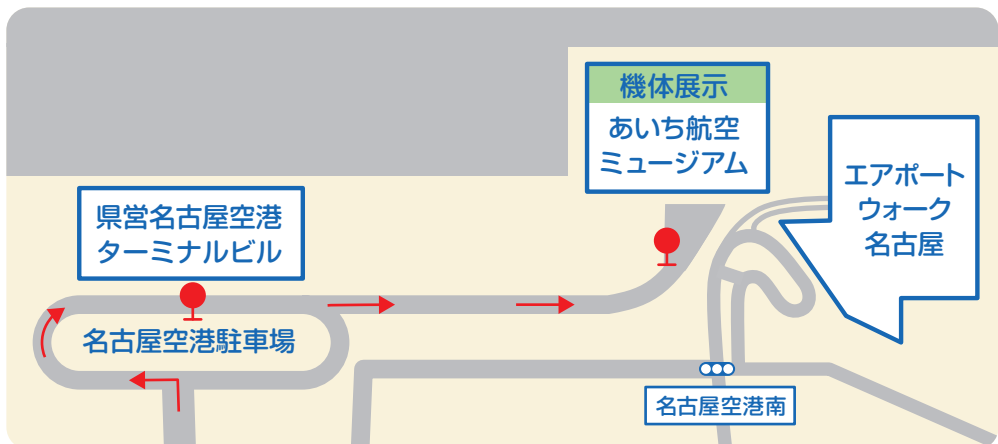 機体展示
あいち航空
ミュージアム
エアポート
ウォーク
名古屋
県営名古屋空港
ターミナルビル
名古屋空港駐車場
名古屋空港南